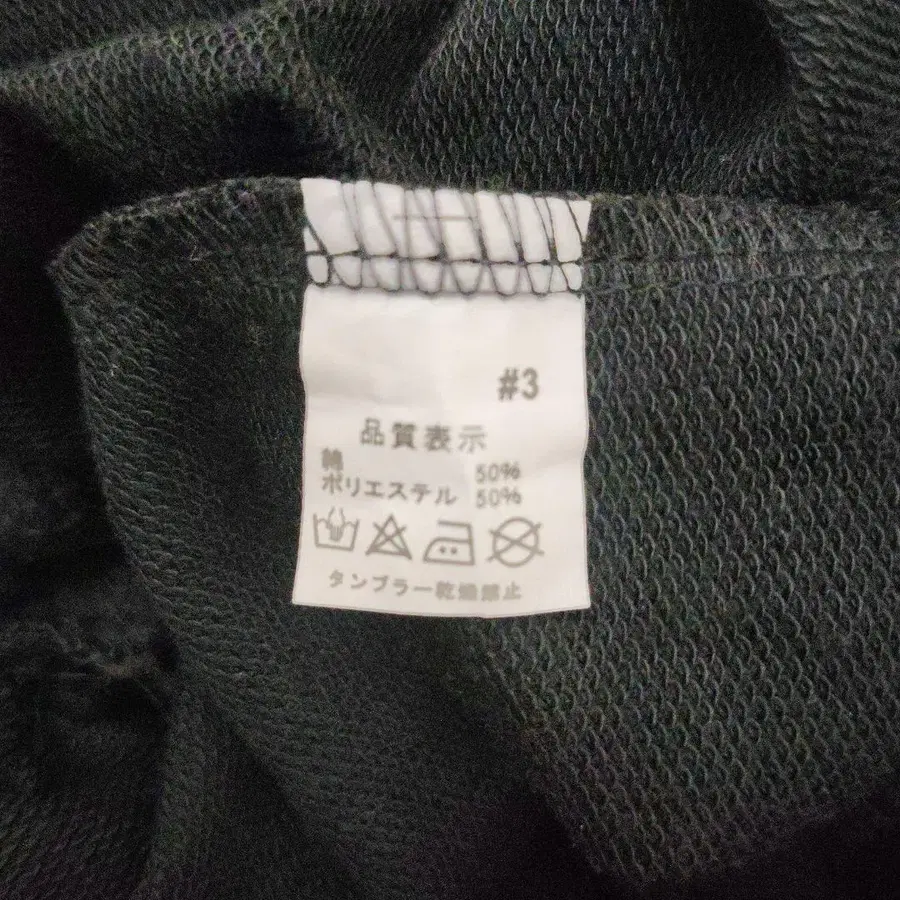 #3
品質表示
綿 50%
ポリエステル 50%
タンブラー乾燥禁止